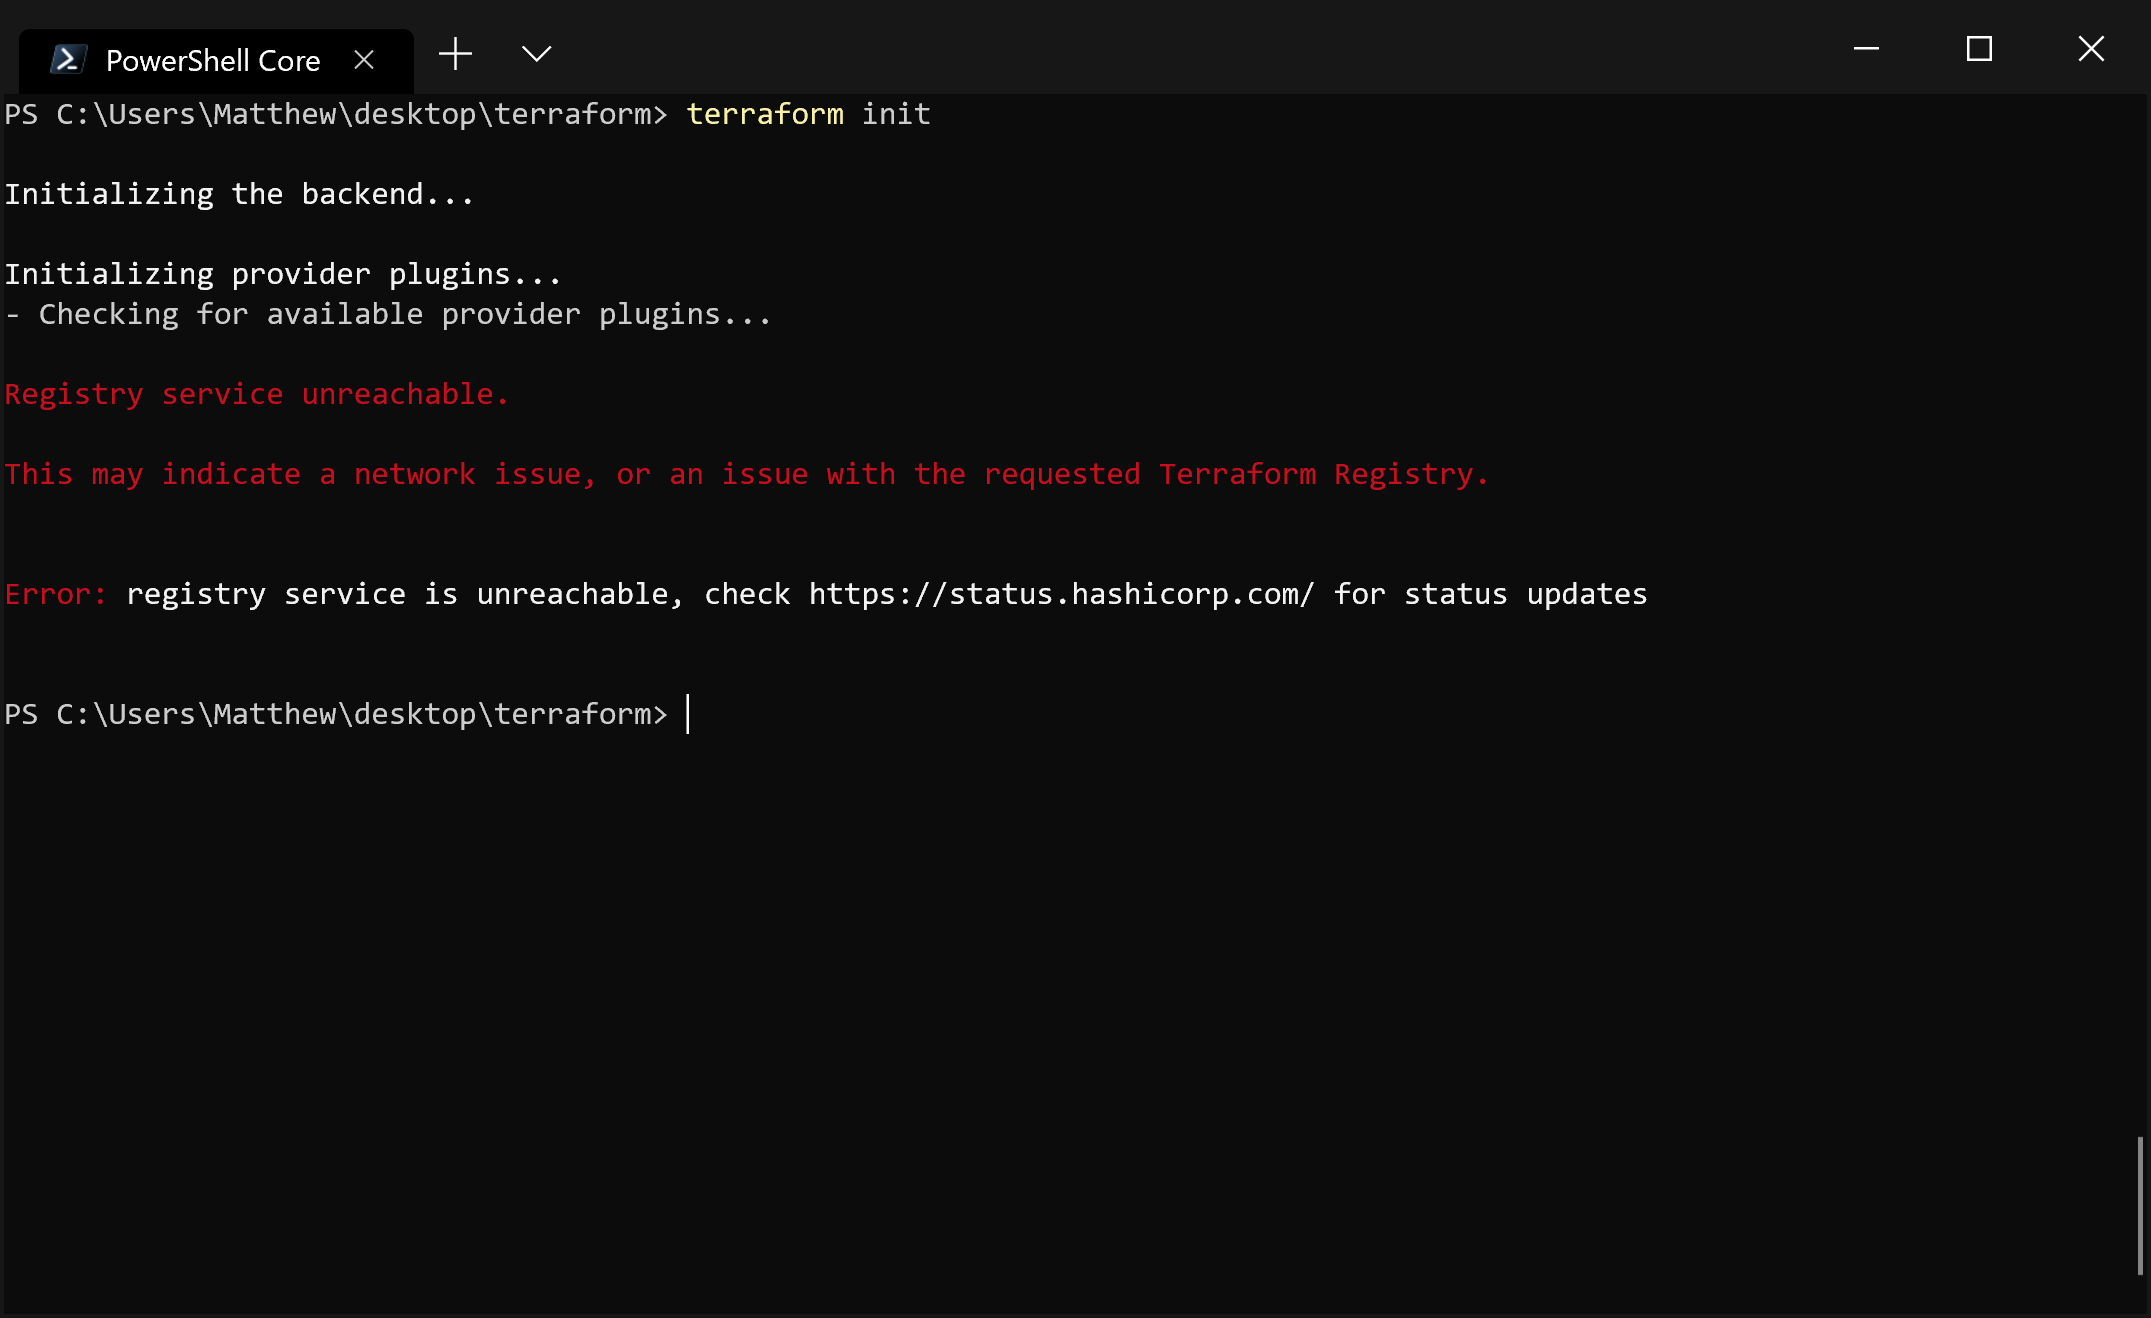 PowerShell Core
PS C:\Users\Matthew\desktop\terraform> terraform init
Initializing the backend...
Initializing provider plugins...
- Checking for available provider plugins...
Registry service unreachable.
This may indicate a network issue, or an issue with the requested Terraform Registry.
Error: registry service is unreachable, check https://status.hashicorp.com/ for status updates
PS C:\Users\Matthew\desktop\terraform>